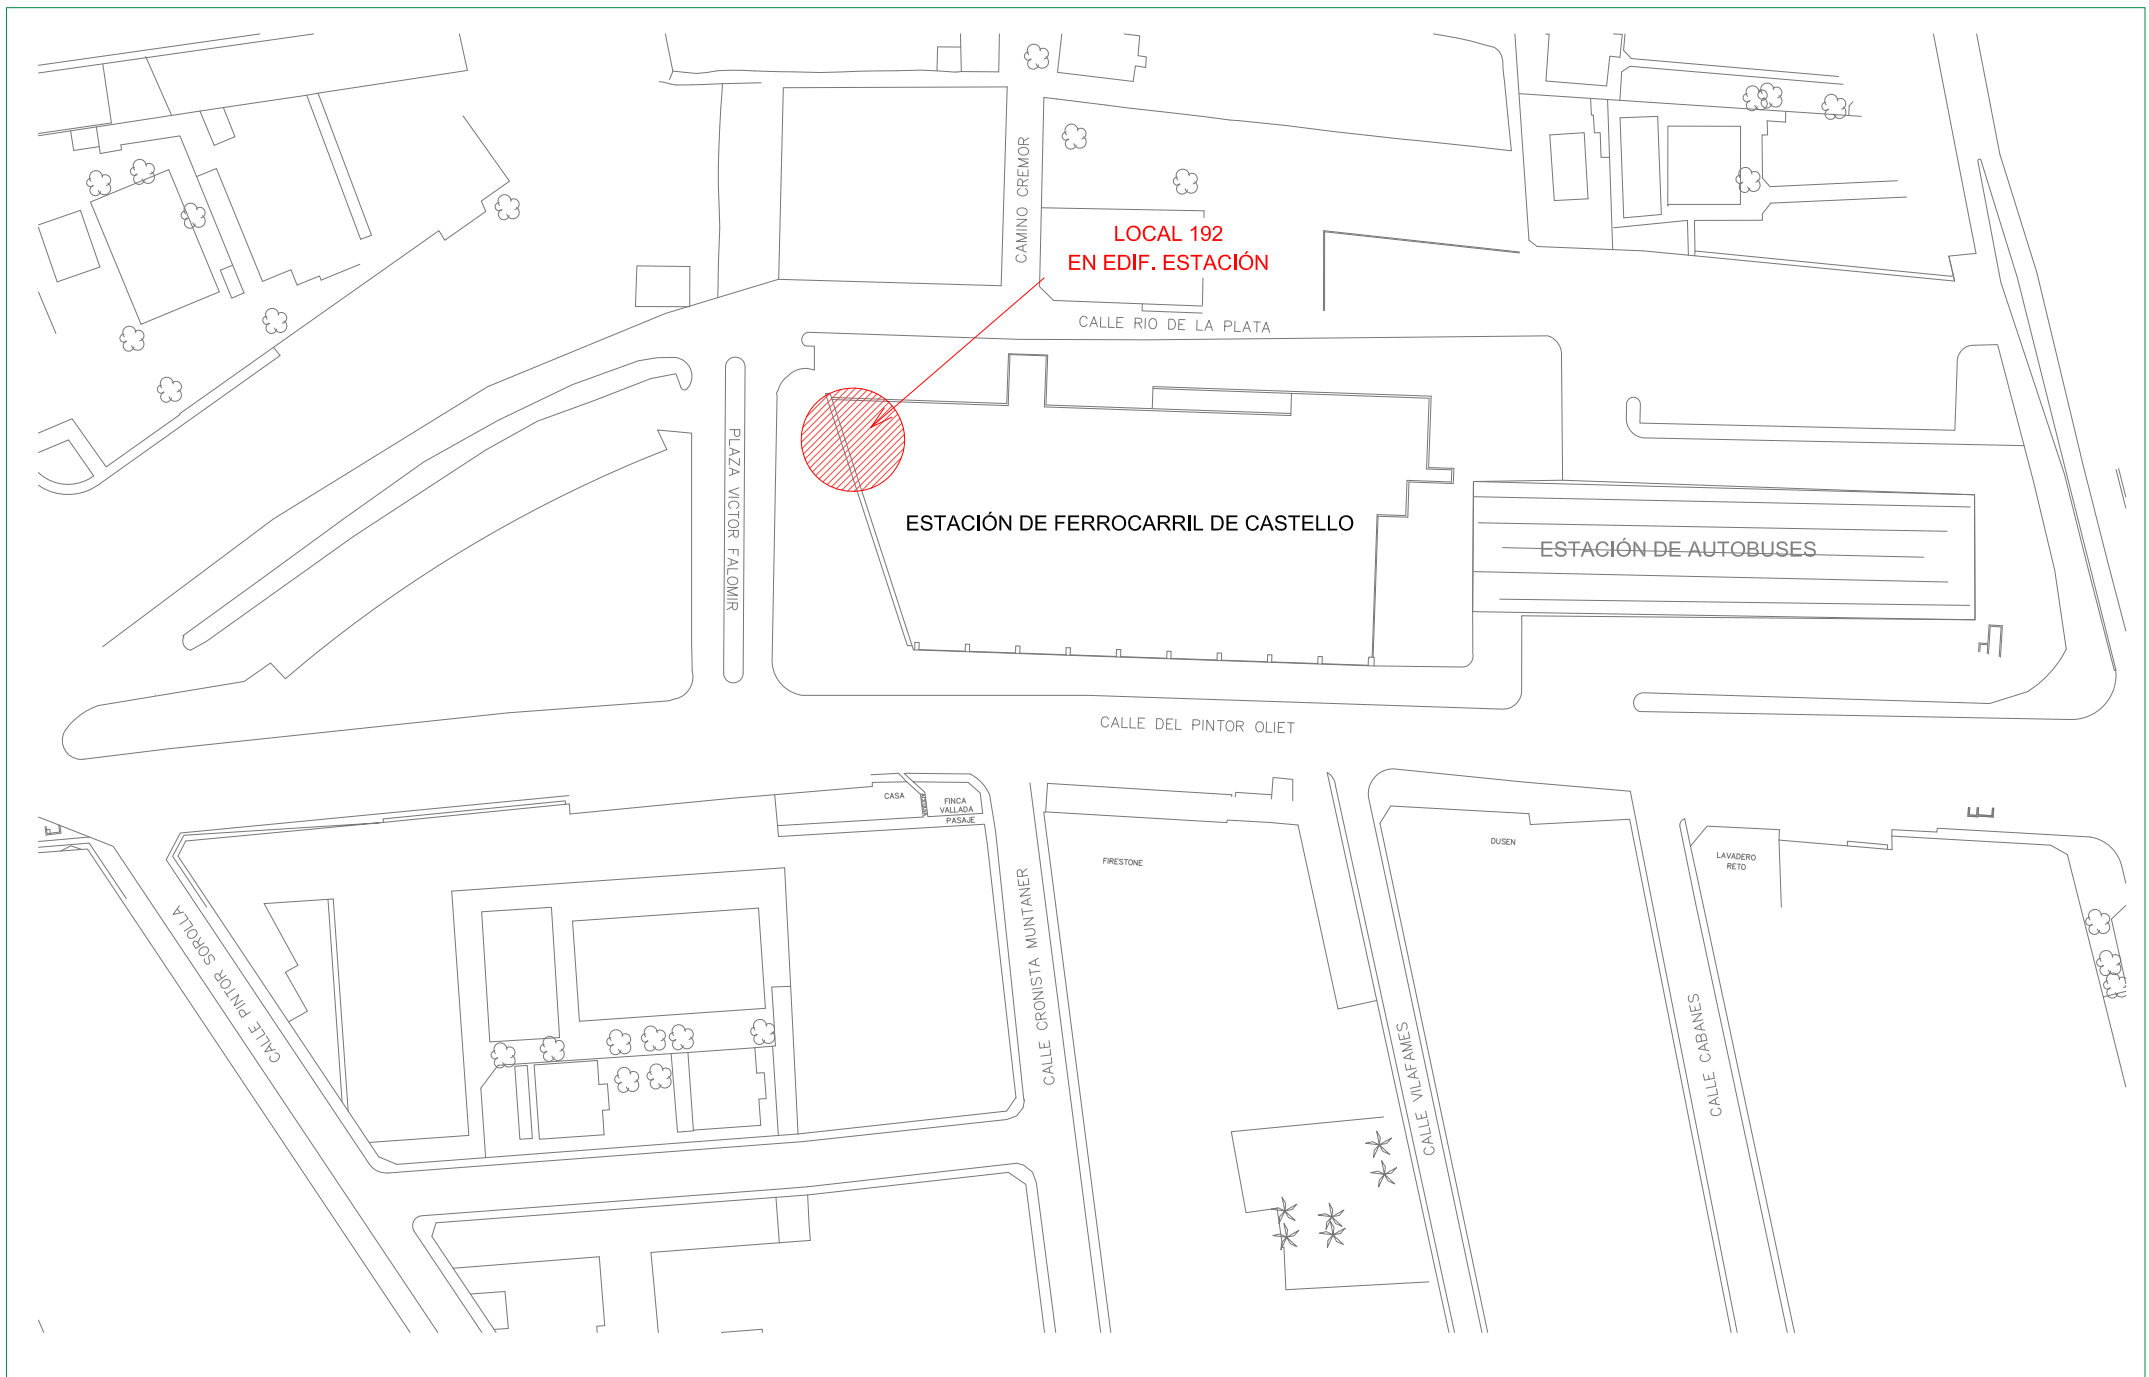 CAMINO CREMOR
LOCAL 192
EN EDIF. ESTACIÓN
CALLE RIO DE LA PLATA
PLAZA VICTOR FALOMIR
ESTACIÓN DE FERROCARRIL DE CASTELLO
ESTACIÓN DE AUTOBUSES
CALLE DEL PINTOR OLIET
CASA
FINCA
VALLADA
PASAJE
FIRESTONE
DUSEN
LAVADERO
RETO
CALLE PINTOR SOROLLA
CALLE CRONISTA MUNTANER
CALLE VILAFAMES
CALLE CABANES